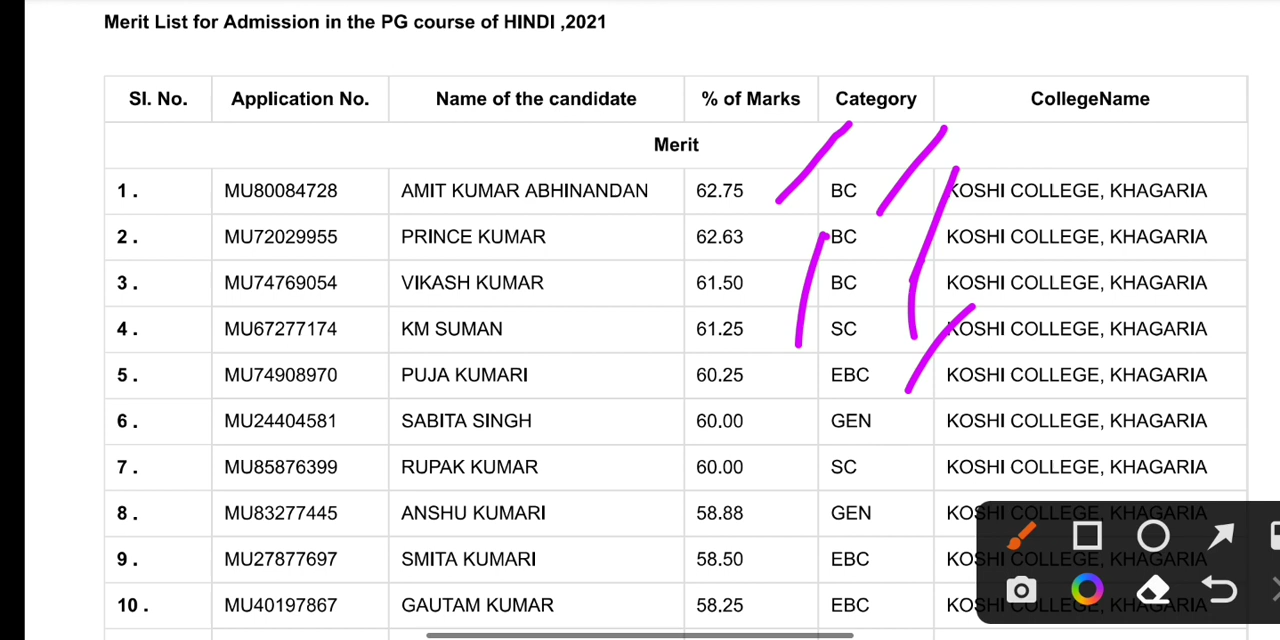 Merit List for Admission in the PG course of HINDI ,2021
Sl. No. Application No. Name of the candidate % of Marks Category CollegeName
Merit
1 . MU80084728 AMIT KUMAR ABHINANDAN 62.75 BC KOSHI COLLEGE, KHAGARIA
2 . MU72029955 PRINCE KUMAR 62.63 BC KOSHI COLLEGE, KHAGARIA
3 . MU74769054 VIKASH KUMAR 61.50 BC KOSHI COLLEGE, KHAGARIA
4 . MU67277174 KM SUMAN 61.25 SC KOSHI COLLEGE, KHAGARIA
5 . MU74908970 PUJA KUMARI 60.25 EBC KOSHI COLLEGE, KHAGARIA
6 . MU24404581 SABITA SINGH 60.00 GEN KOSHI COLLEGE, KHAGARIA
7 . MU85876399 RUPAK KUMAR 60.00 SC KOSHI COLLEGE, KHAGARIA
8 . MU83277445 ANSHU KUMARI 58.88 GEN KOSHI COLLEGE, KHAGARIA
9 . MU27877697 SMITA KUMARI 58.50 EBC KOSHI COLLEGE, KHAGARIA
10 . MU40197867 GAUTAM KUMAR 58.25 EBC KOSHI COLLEGE, KHAGARIA